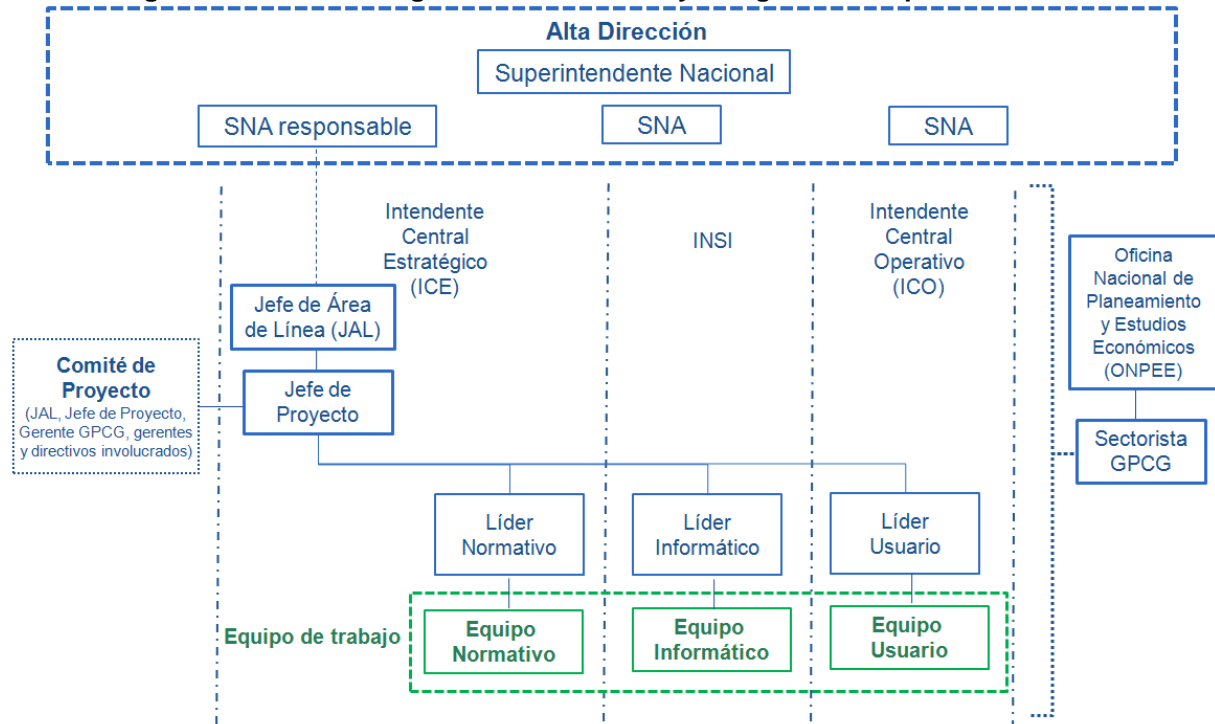 Alta Dirección
Superintendente Nacional
SNA responsable
SNA
SNA
Intendente
Central
Estratégico
(ICE)
INSI
Intendente
Central
Operativo
(ICO)
Oficina
Nacional de
Planeamiento
y Estudios
Económicos
(ONPEE)
Jefe de Área
de Línea (JAL)
Comité de
Proyecto
(JAL, Jefe de Proyecto,
Gerente GPCG, gerentes
y directivos involucrados)
Jefe de
Proyecto
Sectorista
GPCG
Líder
Normativo
Líder
Informático
Líder
Usuario
Equipo de trabajo
Equipo
Normativo
Equipo
Informático
Equipo
Usuario